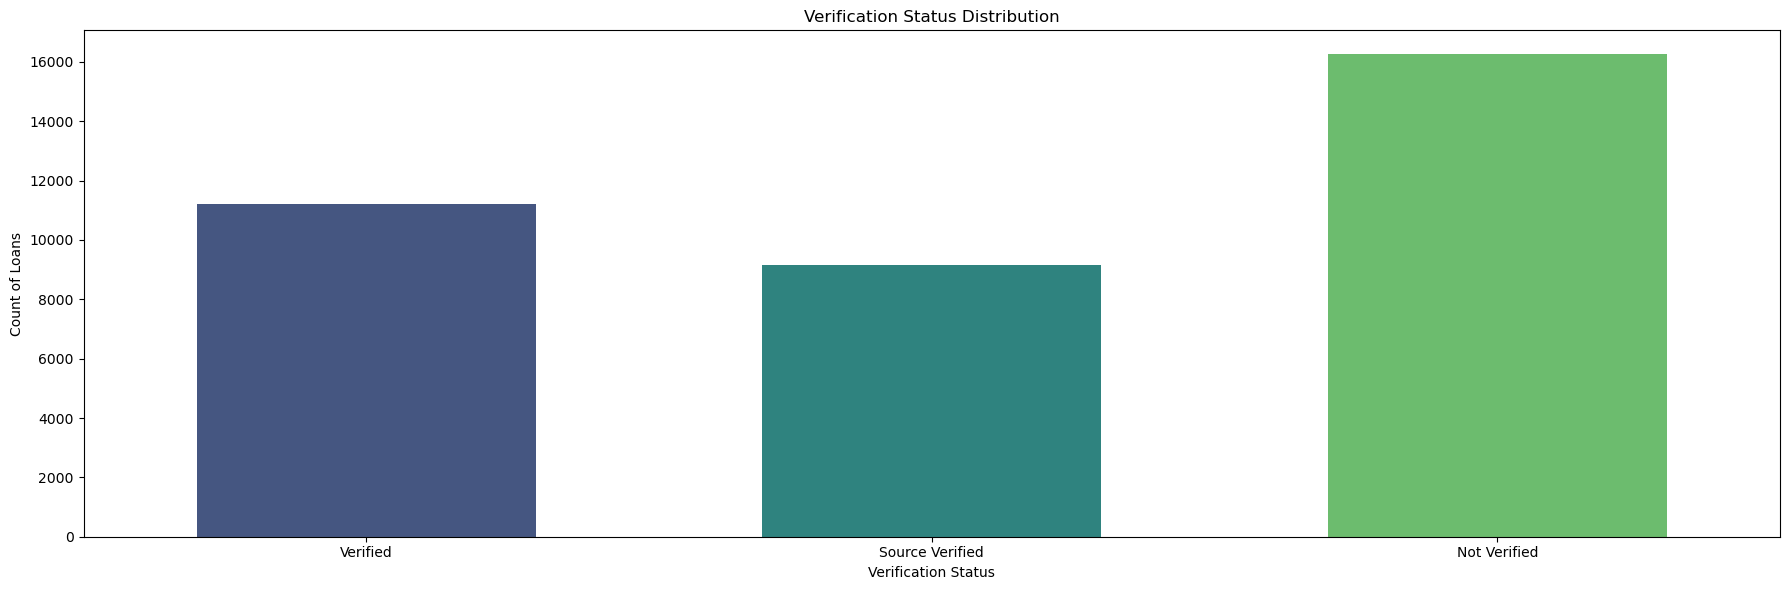 Verification Status Distribution
16000
14000
12000
10000
8000
6000
4000
2000
0
Count of Loans
Verified
Source Verified
Not Verified
Verification Status